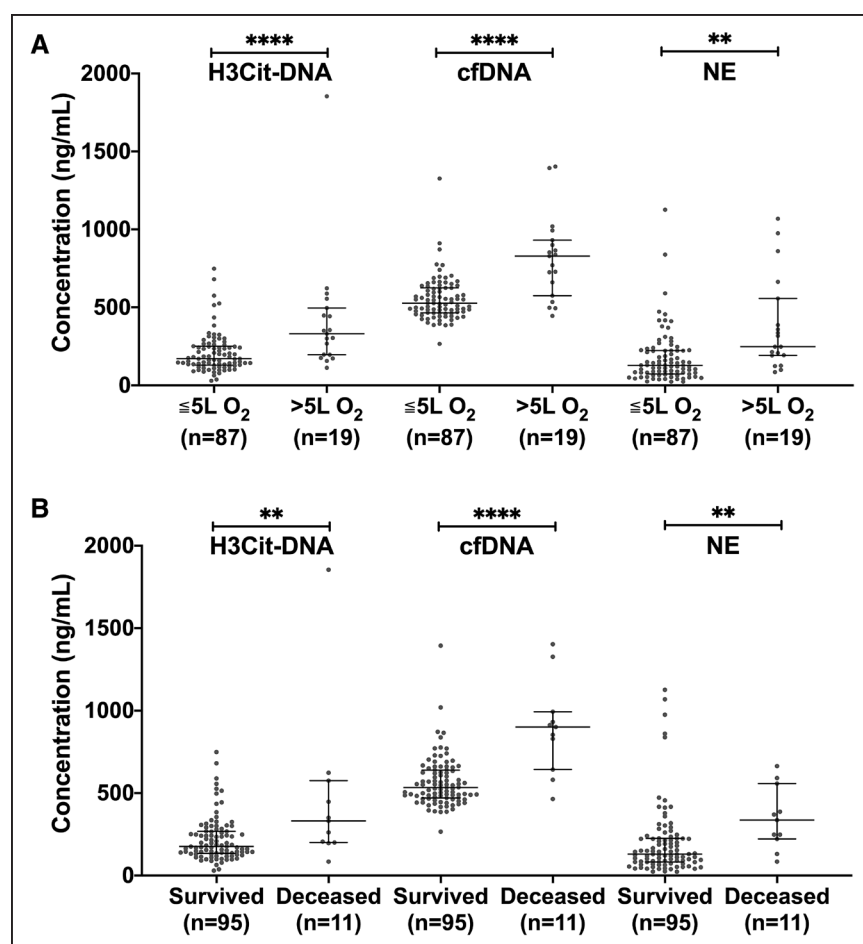 A
**** **** **
H3Cit-DNA cfDNA NE
2000
1500
1000
500
0
Concentration (ng/mL)
≦5L O2 >5L O2 ≦5L O2 >5L O2 ≦5L O2 >5L O2
(n=87) (n=19) (n=87) (n=19) (n=87) (n=19)
B
** **** **
H3Cit-DNA cfDNA NE
2000
1500
1000
500
0
Concentration (ng/mL)
Survived Deceased Survived Deceased Survived Deceased
(n=95) (n=11) (n=95) (n=11) (n=95) (n=11)